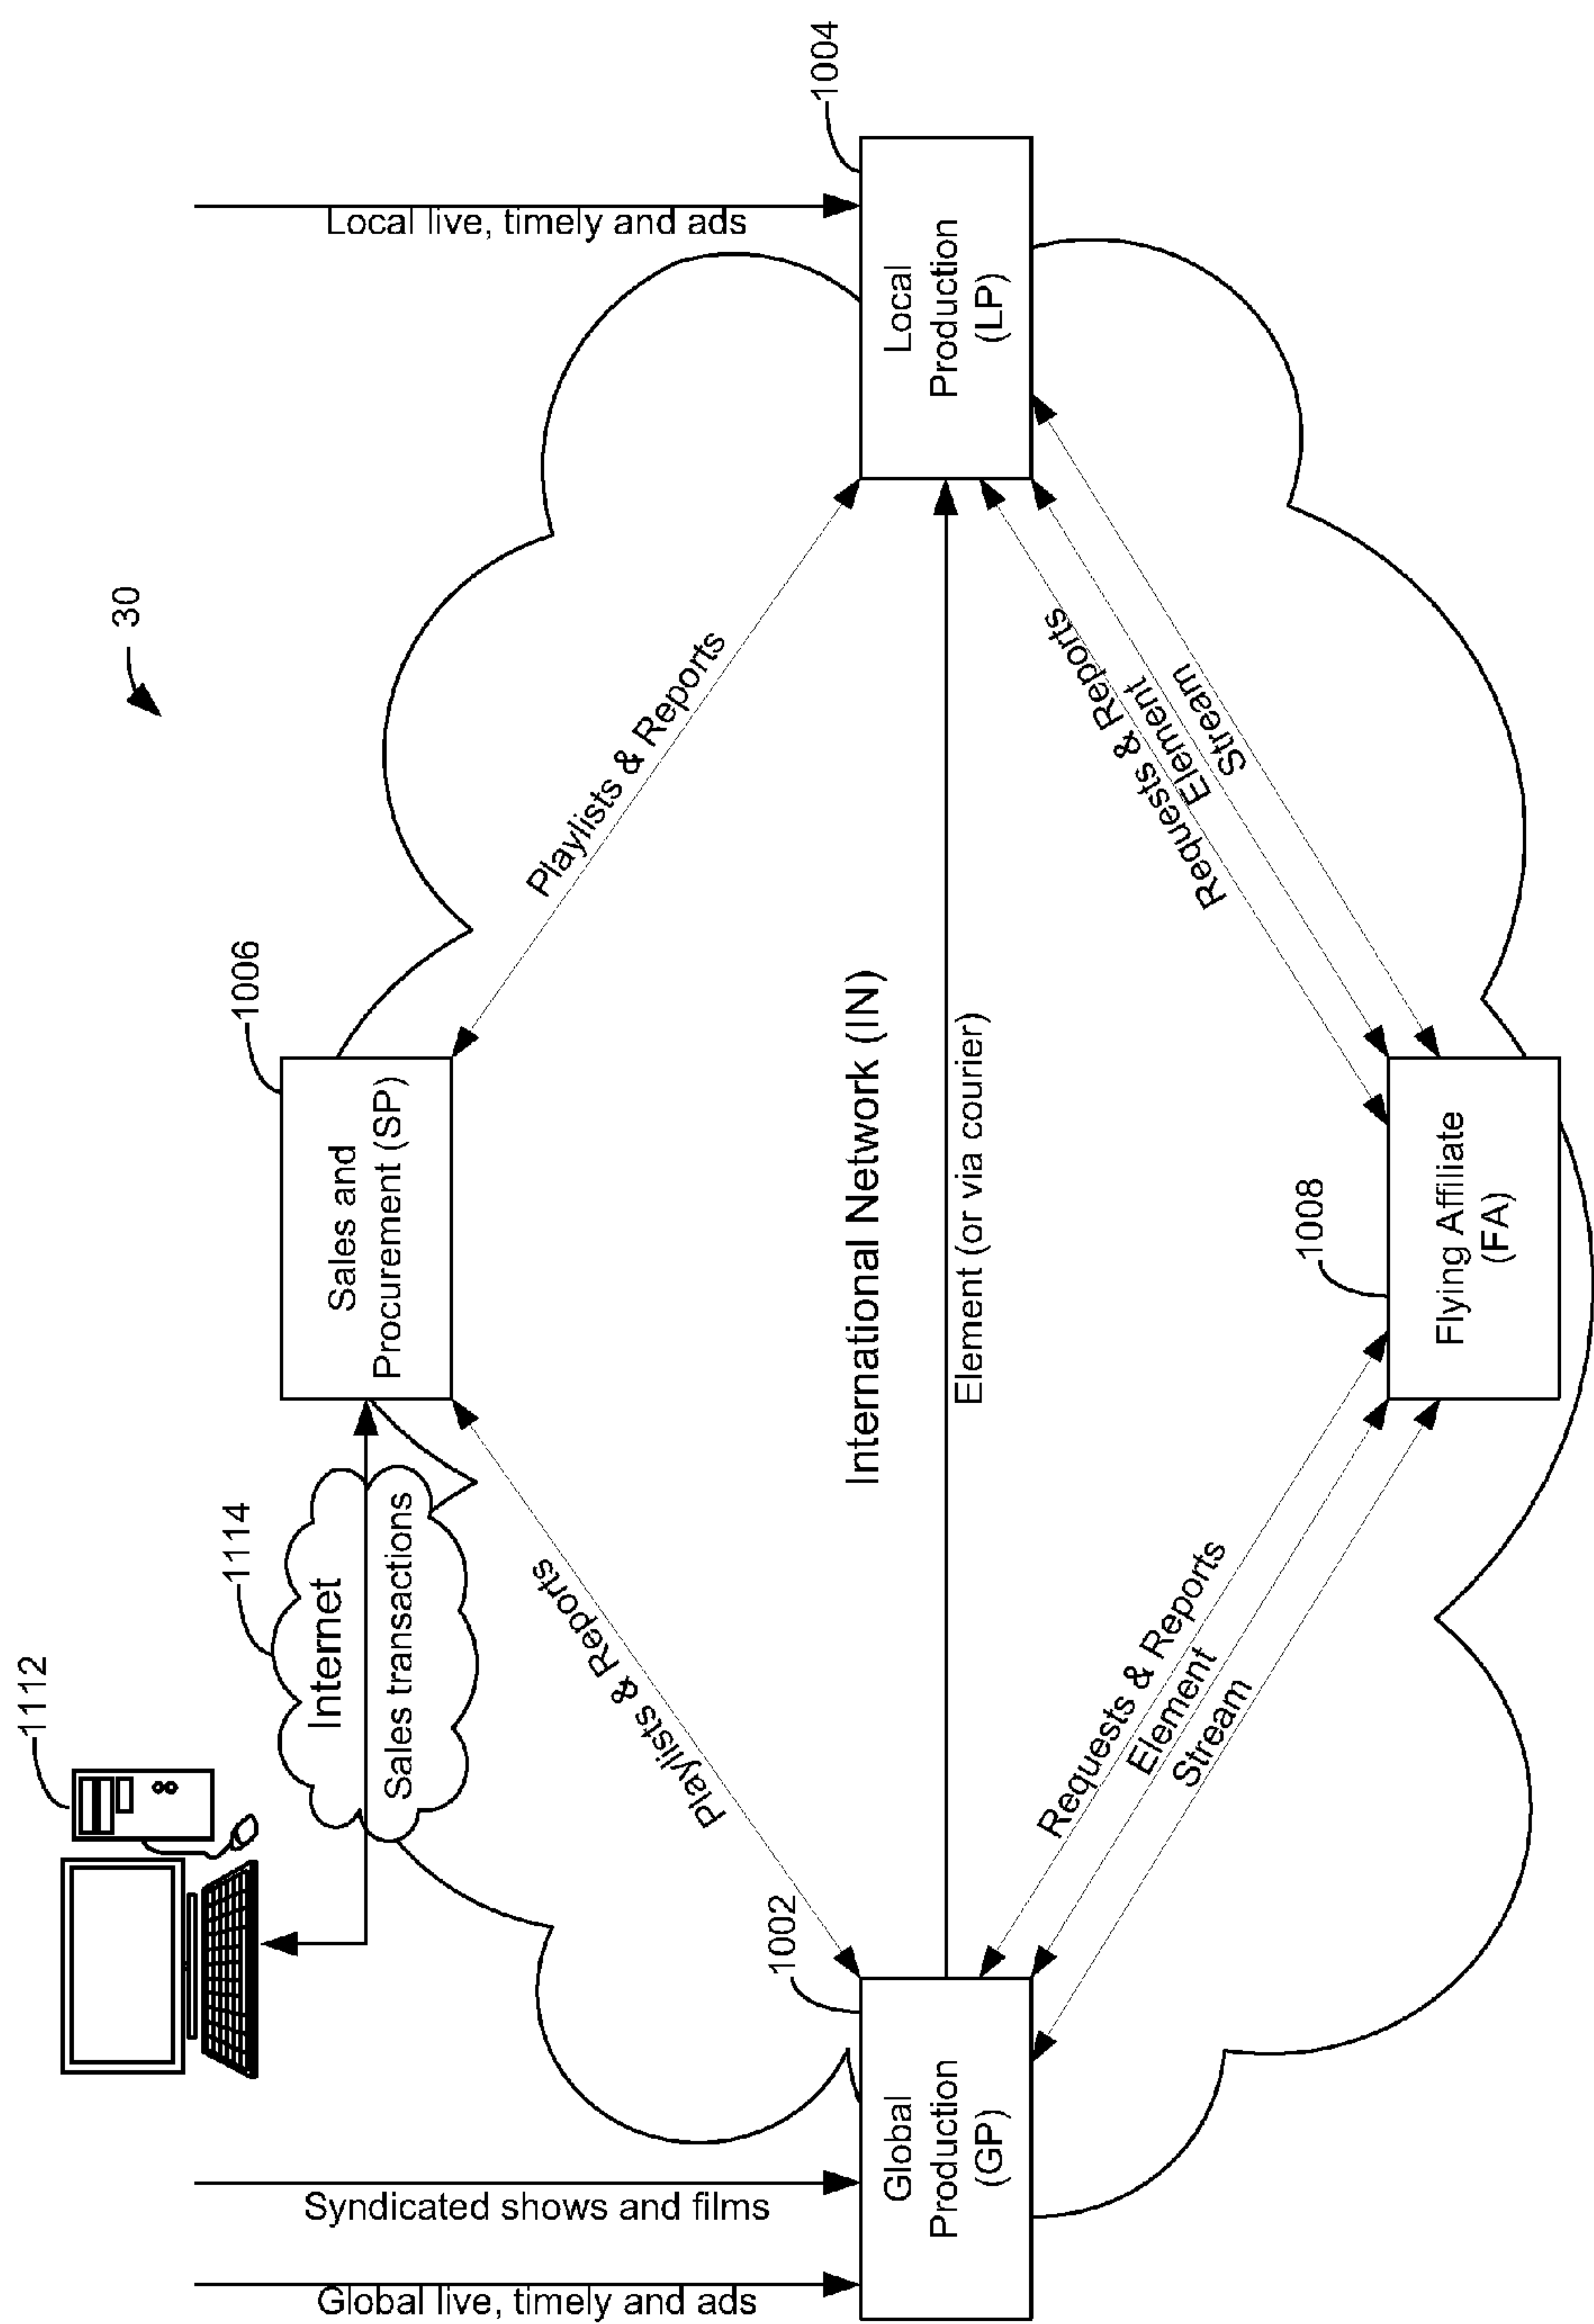 30
1112
1114
Internet
Sales transactions
1006
Sales and
Procurement (SP)
Global live, timely and ads
Syndicated shows and films
Local live, timely and ads
Playlists & Reports
Playlists & Reports
1002
Global
Production
(GP)
International Network (IN)
Element (or via courier)
1004
Local
Production
(LP)
Requests & Reports
Element
Stream
Requests & Reports
Element
Stream
1008
Flying Affiliate
(FA)